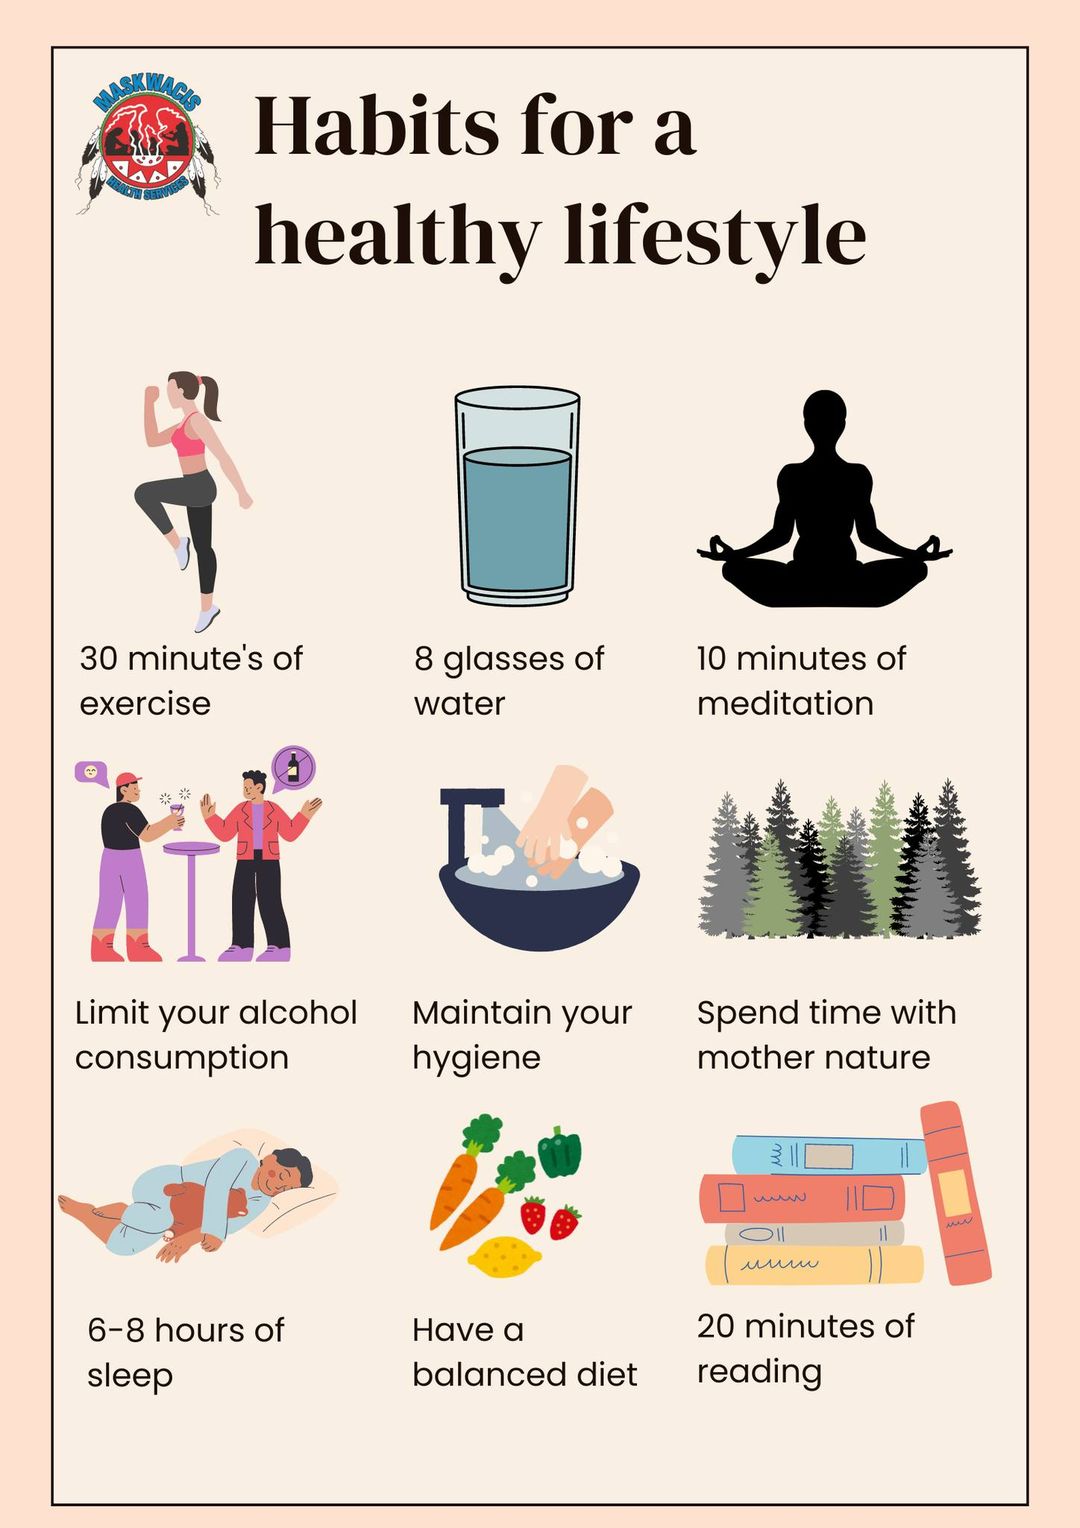 MASKWACIS
HEALTH SERVICES
Habits for a
healthy lifestyle
30 minute's of
exercise
8 glasses of
water
10 minutes of
meditation
Limit your alcohol
consumption
Maintain your
hygiene
Spend time with
mother nature
6-8 hours of
sleep
Have a
balanced diet
20 minutes of
reading